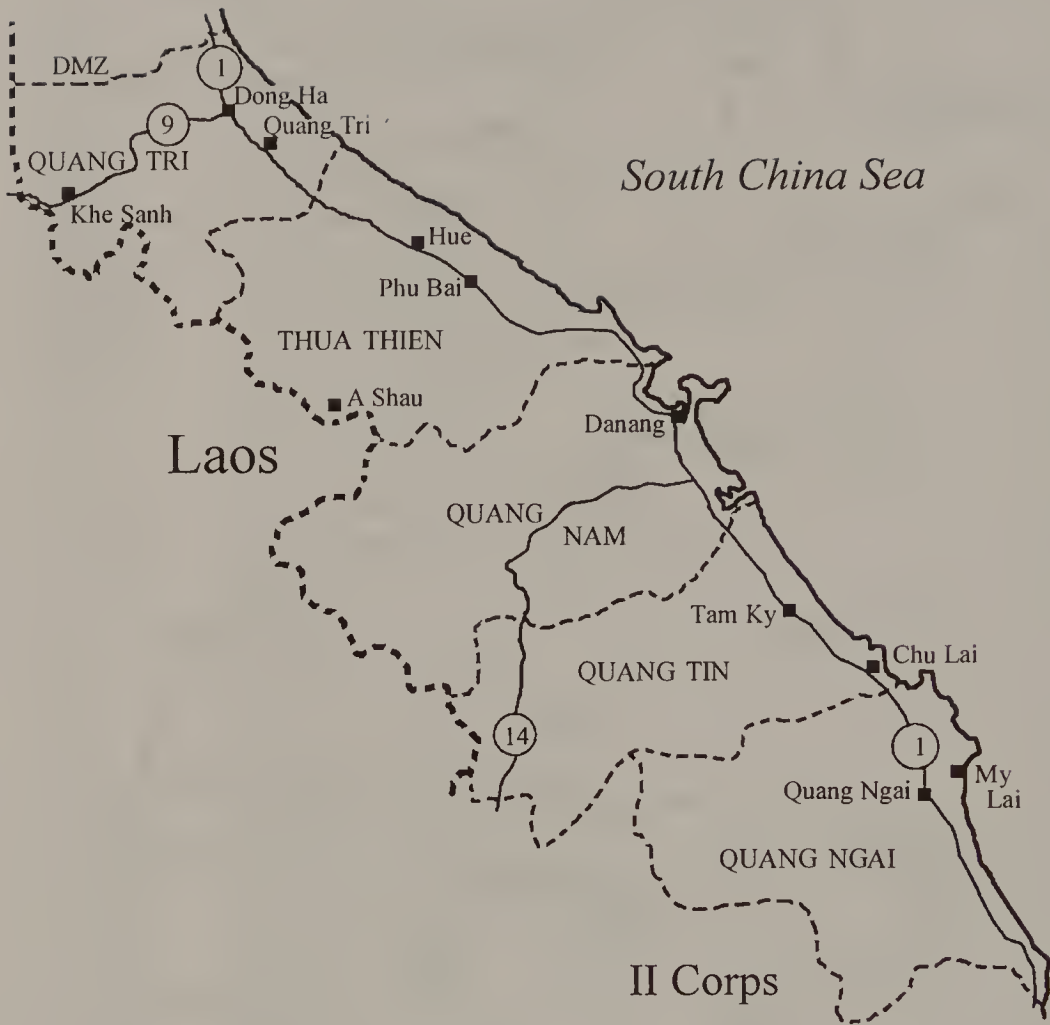 DMZ
1
Dong Ha
9
Quang Tri
QUANG TRI
South China Sea
Khe Sanh
Hue
Phu Bai
THUA THIEN
A Shau
Danang
Laos
QUANG
NAM
Tam Ky
Chu Lai
QUANG TIN
14
1
My
Lai
Quang Ngai
QUANG NGAI
II Corps